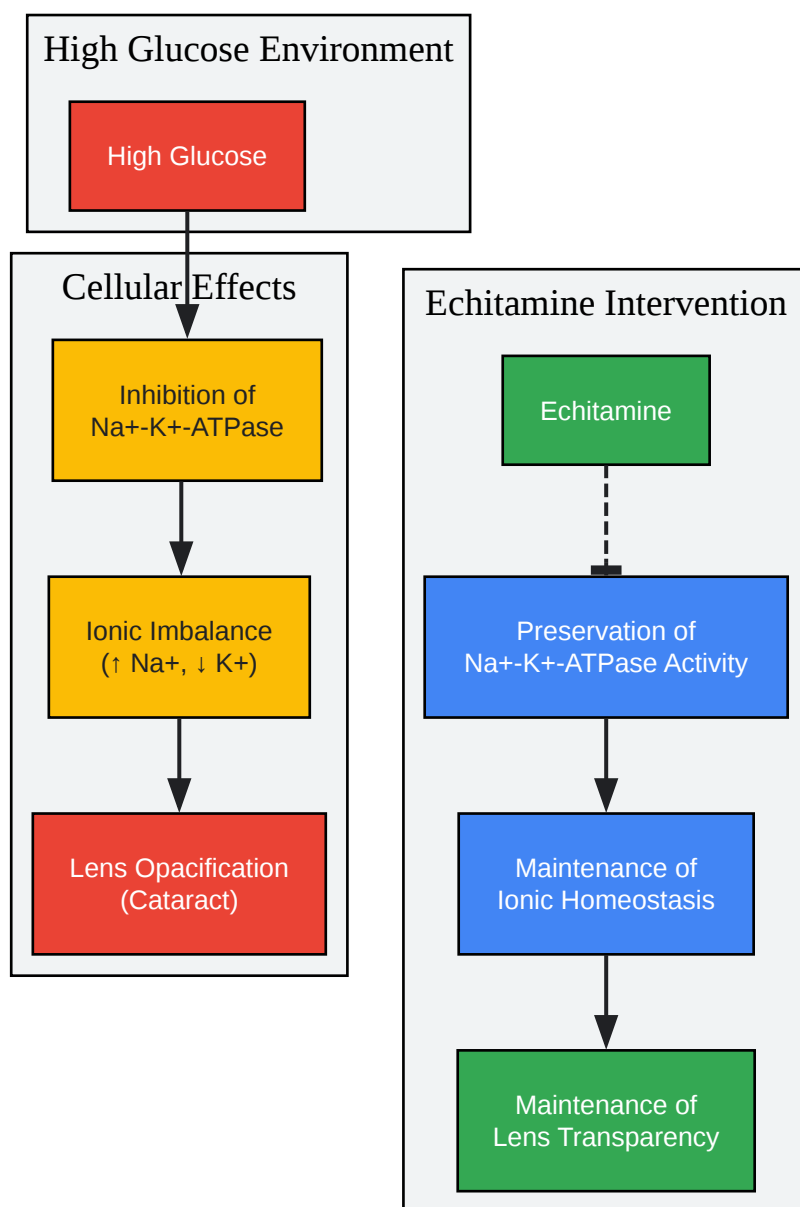 High Glucose Environment
High Glucose
Cellular Effects
Inhibition of
Na+-K+-ATPase
Ionic Imbalance
(↑ Na+, ↓ K+)
Lens Opacification
(Cataract)
Echitamine Intervention
Echitamine
Preservation of
Na+-K+-ATPase Activity
Maintenance of
Ionic Homeostasis
Maintenance of
Lens Transparency